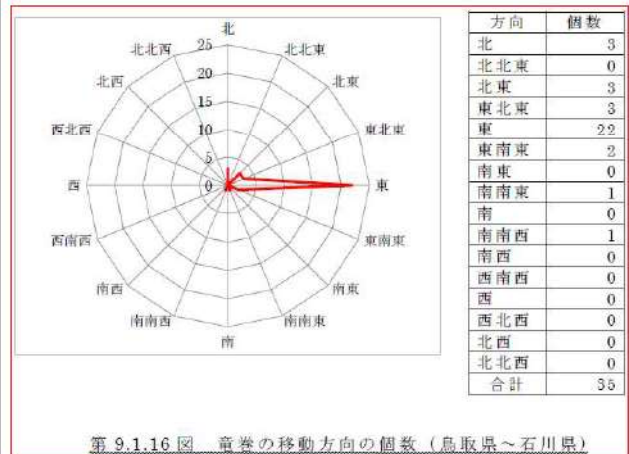 北
北北東
北東
東北東
東
東南東
南東
南南東
南
南南西
南西
西南西
西
西北西
北西
北北西
25
20
15
10
5
0
方向 個数
北 3
北北東 0
北東 3
東北東 3
東 22
東南東 2
南東 0
南南東 1
南 0
南南西 1
南西 0
西南西 0
西 0
西北西 0
北西 0
北北西 0
合計 35
第 9.1.16 図 竜巻の移動方向の個数（鳥取県～石川県）